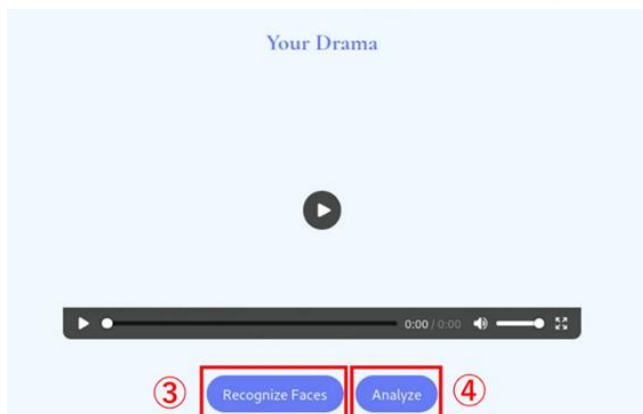 Your Drama
0:00 / 0:00
③ Recognize Faces Analyze ④